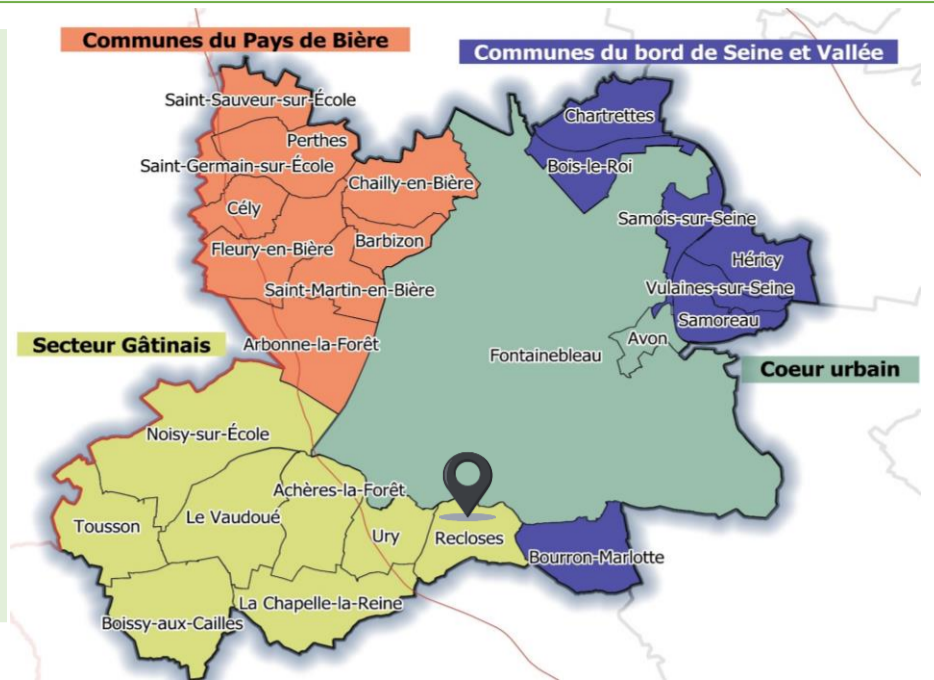 Communes du Pays de Bière
Communes du bord de Seine et Vallée
Saint-Sauveur-sur-École
Chartrettes
Perthes
Saint-Germain-sur-École
Bois-le-Roi
Chailly-en-Bière
Cély
Samois-sur-Seine
Fleury-en-Bière
Barbizon
Héricy
Saint-Martin-en-Bière
Vulaines-sur-Seine
Samoreau
Secteur Gâtinais
Arbonne-la-Forêt
Avon
Fontainebleau
Coeur urbain
Noisy-sur-École
Achères-la-Forêt
Le Vaudoué
Tousson
Ury
Recloses
Bourron-Marlotte
La Chapelle-la-Reine
Boissy-aux-Cailles